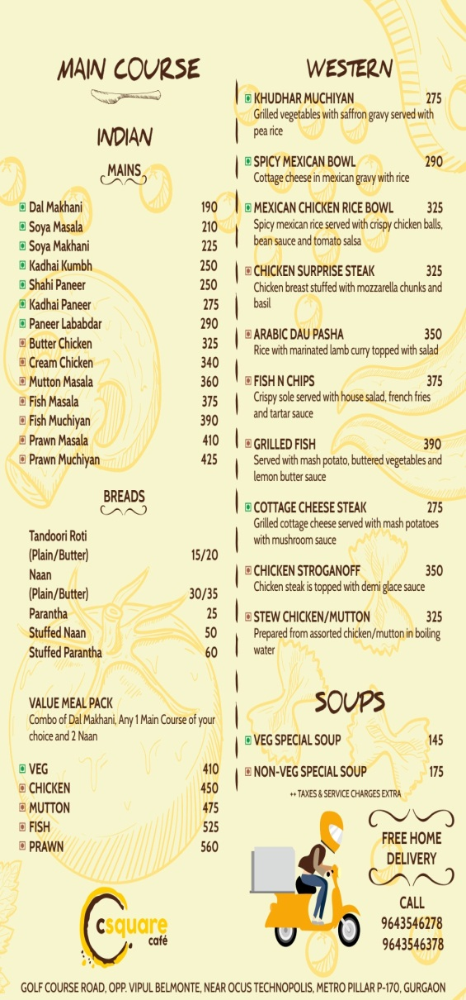 MAIN COURSE
INDIAN
MAINS
Dal Makhani 190
Soya Masala 210
Soya Makhani 225
Kadhai Kumbh 250
Shahi Paneer 250
Kadhai Paneer 275
Paneer Lababdar 290
Butter Chicken 325
Cream Chicken 340
Mutton Masala 360
Fish Masala 375
Fish Muchiyan 390
Prawn Masala 410
Prawn Muchiyan 425
BREADS
Tandoori Roti
(Plain/Butter) 15/20
Naan
(Plain/Butter) 30/35
Parantha 25
Stuffed Naan 50
Stuffed Parantha 60
VALUE MEAL PACK
Combo of Dal Makhani, Any 1 Main Course of your
choice and 2 Naan
VEG 410
CHICKEN 450
MUTTON 475
FISH 525
PRAWN 560
csquare
café
WESTERN
KHUDHAR MUCHIYAN 275
Grilled vegetables with saffron gravy served with
pea rice
SPICY MEXICAN BOWL 290
Cottage cheese in mexican gravy with rice
MEXICAN CHICKEN RICE BOWL 325
Spicy mexican rice served with crispy chicken balls,
bean sauce and tomato salsa
CHICKEN SURPRISE STEAK 325
Chicken breast stuffed with mozzarella chunks and
basil
ARABIC DAU PASHA 350
Rice with marinated lamb curry topped with salad
FISH N CHIPS 375
Crispy sole served with house salad, french fries
and tartar sauce
GRILLED FISH 390
Served with mash potato, buttered vegetables and
lemon butter sauce
COTTAGE CHEESE STEAK 275
Grilled cottage cheese served with mash potatoes
with mushroom sauce
CHICKEN STROGANOFF 350
Chicken steak is topped with demi glace sauce
STEW CHICKEN/MUTTON 325
Prepared from assorted chicken/mutton in boiling
water
SOUPS
VEG SPECIAL SOUP 145
NON-VEG SPECIAL SOUP 175
++ TAXES & SERVICE CHARGES EXTRA
FREE HOME
DELIVERY
CALL
9643546278
9643546378
GOLF COURSE ROAD, OPP. VIPUL BELMONTE, NEAR OCUS TECHNOPOLIS, METRO PILLAR P-170, GURGAON